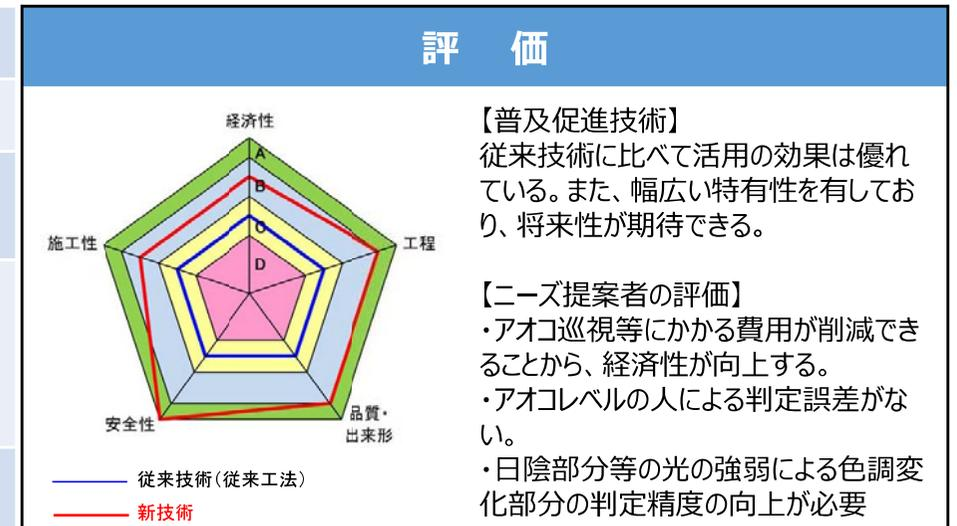 評 価
経済性
A
B
C
D
施工性
工程
安全性
品質・
出来形
従来技術(従来工法)
新技術
【普及促進技術】
従来技術に比べて活用の効果は優れ
ている。また、幅広い特有性を有してお
り、将来性が期待できる。
【ニーズ提案者の評価】
・アオコ巡視等にかかる費用が削減でき
ることから、経済性が向上する。
・アオコレベルの人による判定誤差がな
い。
・日陰部分等の光の強弱による色調変
化部分の判定精度の向上が必要